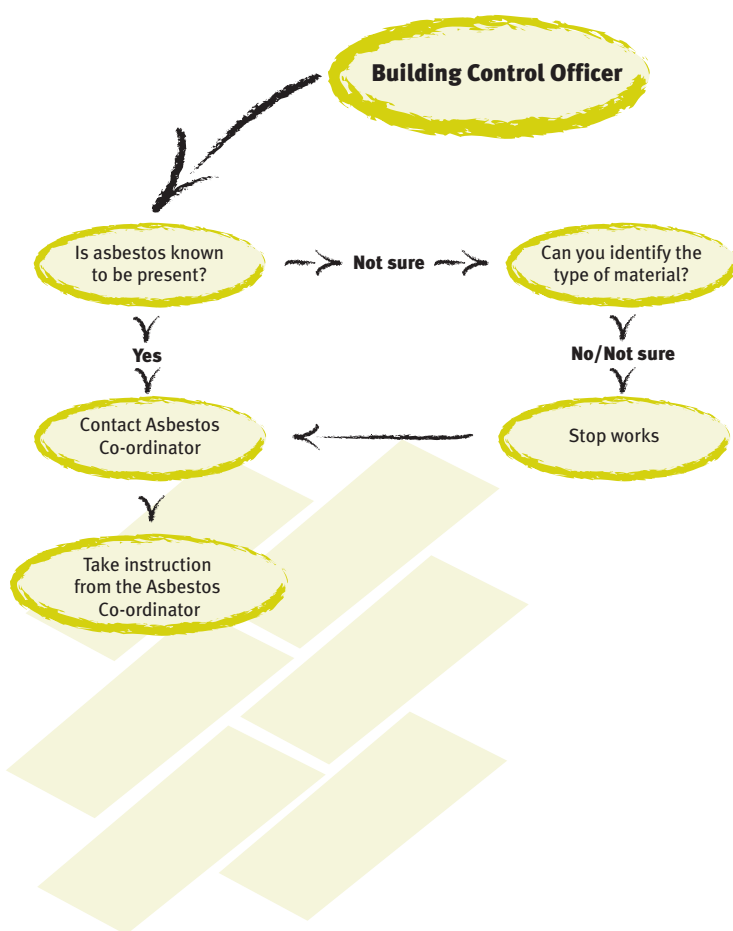 Building Control Officer
Is asbestos known
to be present?
Not sure
Can you identify the
type of material?
Yes
No/Not sure
Contact Asbestos
Co-ordinator
Stop works
Take instruction
from the Asbestos
Co-ordinator